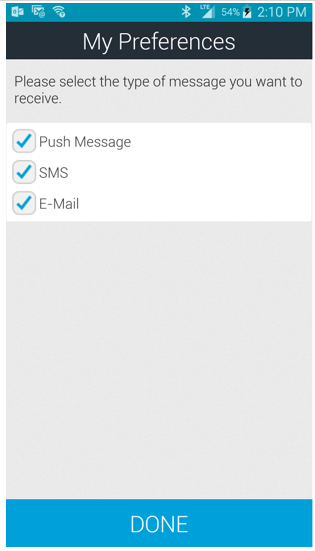 LTE 54% 2:10 PM
My Preferences
Please select the type of message you want to
receive.
Push Message
SMS
E-Mail
DONE